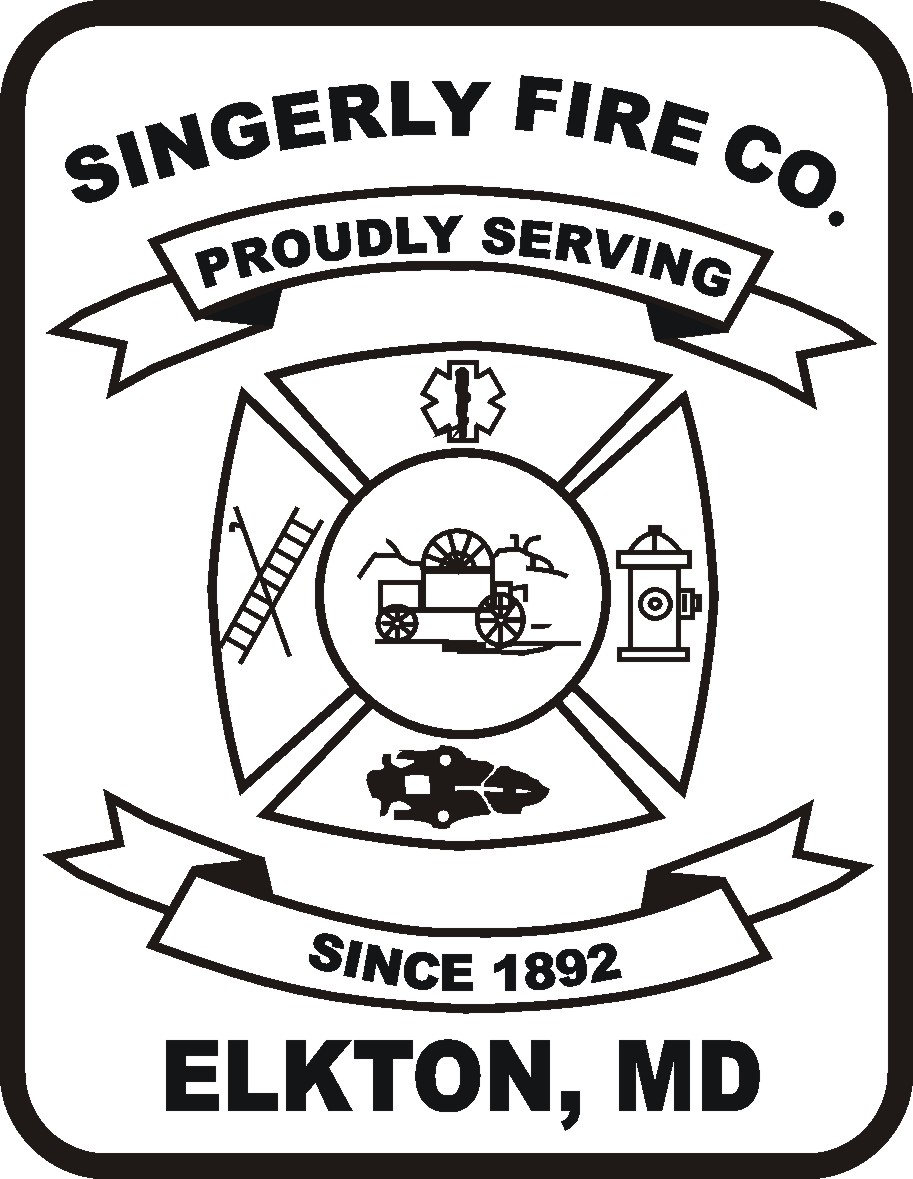 SINGERLY FIRE CO.
PROUDLY SERVING
SINCE 1892
ELKTON, MD